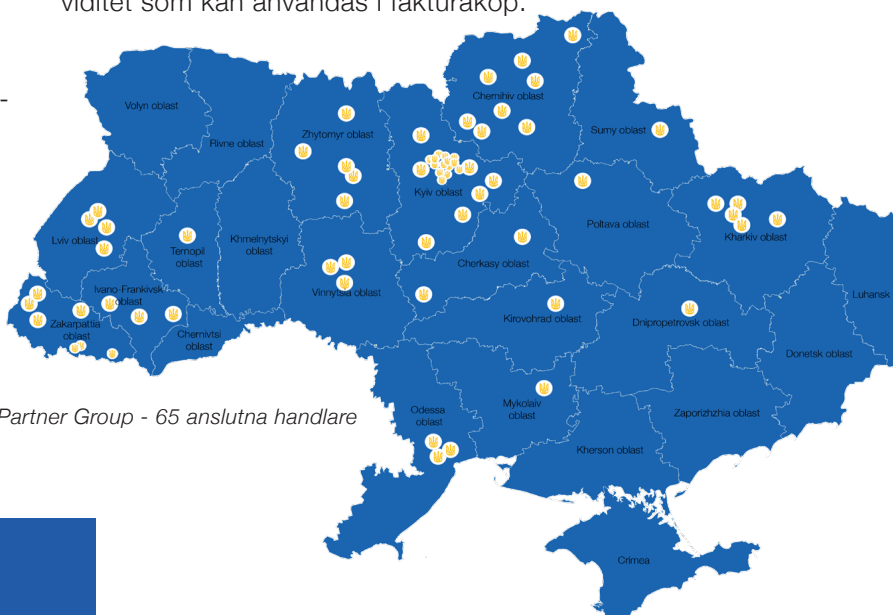 viditet som kan användas i fakturaköp.
-
Volyn oblast
Rivne oblast
Zhytomyr oblast
Chernihiv oblast
Sumy oblast
Kyiv oblast
Lviv oblast
Ternopil
oblast
Khmelnytskyi
oblast
Poltava oblast
Kharkiv oblast
Cherkasy oblast
Vinnytsia oblast
Ivano-Frankivsk
oblast
Zakarpattia
oblast
Chernivtsi
oblast
Kirovohrad oblast
Dnipropetrovsk oblast
Luhansk
Donetsk oblast
Partner Group - 65 anslutna handlare
Odessa
oblast
Mykolaiv
oblast
Zaporizhzhia oblast
Kherson oblast
Crimea